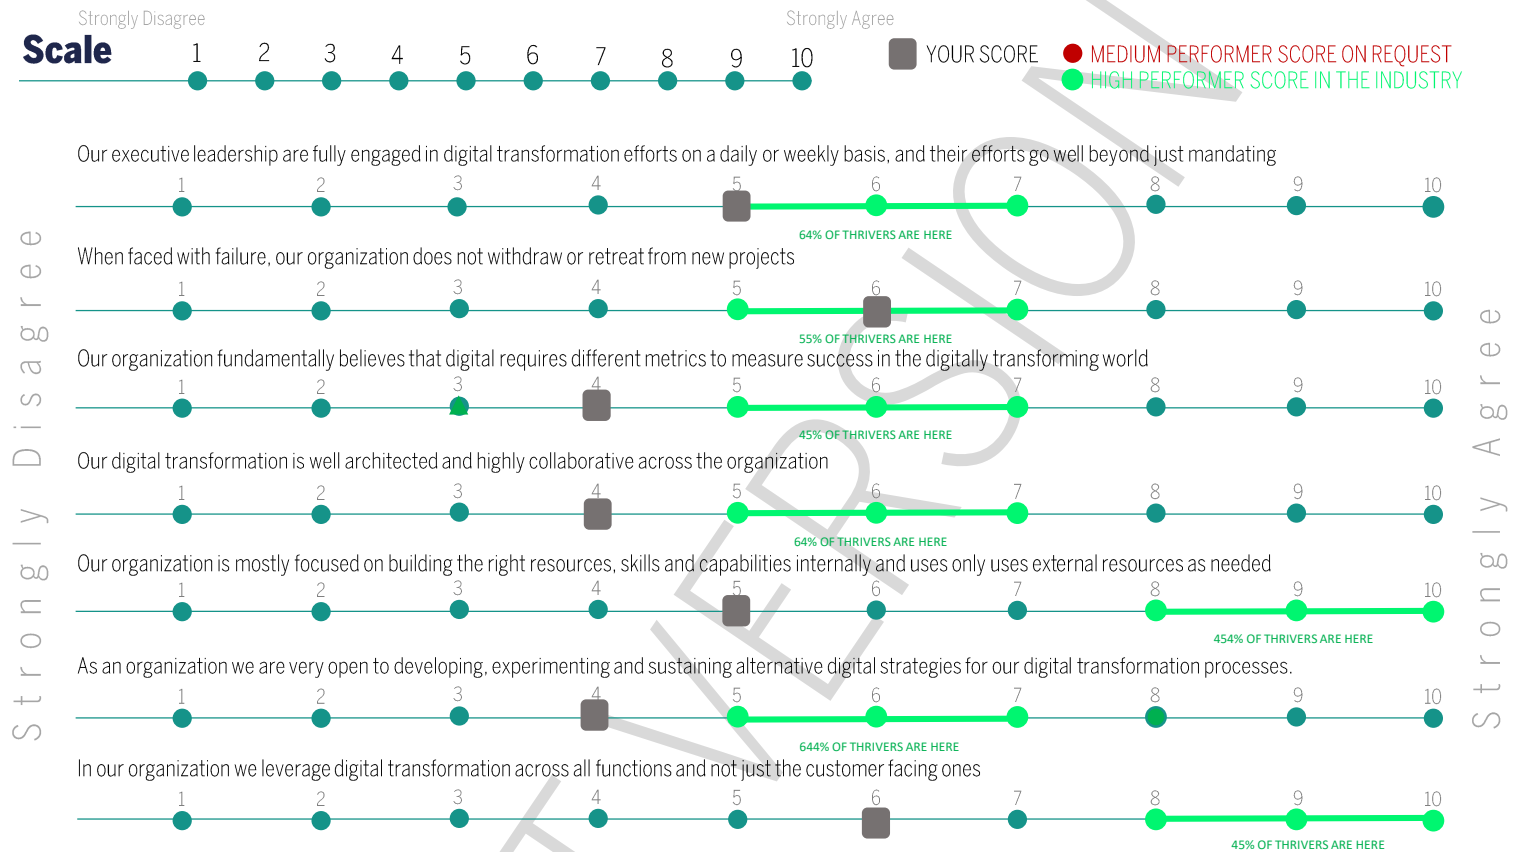 Strongly Disagree Strongly Agree
Scale 1 2 3 4 5 6 7 8 9 10
YOUR SCORE
MEDIUM PERFORMER SCORE ON REQUEST
HIGH PERFORMER SCORE IN THE INDUSTRY
Our executive leadership are fully engaged in digital transformation efforts on a daily or weekly basis, and their efforts go well beyond just mandating
1 2 3 4 5 6 7 8 9 10
64% OF THRIVERS ARE HERE
When faced with failure, our organization does not withdraw or retreat from new projects
1 2 3 4 5 6 7 8 9 10
55% OF THRIVERS ARE HERE
Our organization fundamentally believes that digital requires different metrics to measure success in the digitally transforming world
1 2 3 4 5 6 7 8 9 10
45% OF THRIVERS ARE HERE
Our digital transformation is well architected and highly collaborative across the organization
1 2 3 4 5 6 7 8 9 10
64% OF THRIVERS ARE HERE
Our organization is mostly focused on building the right resources, skills and capabilities internally and uses only uses external resources as needed
1 2 3 4 5 6 7 8 9 10
454% OF THRIVERS ARE HERE
As an organization we are very open to developing, experimenting and sustaining alternative digital strategies for our digital transformation processes.
1 2 3 4 5 6 7 8 9 10
644% OF THRIVERS ARE HERE
In our organization we leverage digital transformation across all functions and not just the customer facing ones
1 2 3 4 5 6 7 8 9 10
45% OF THRIVERS ARE HERE
Strongly Disagree
Strongly Agree
VERSION